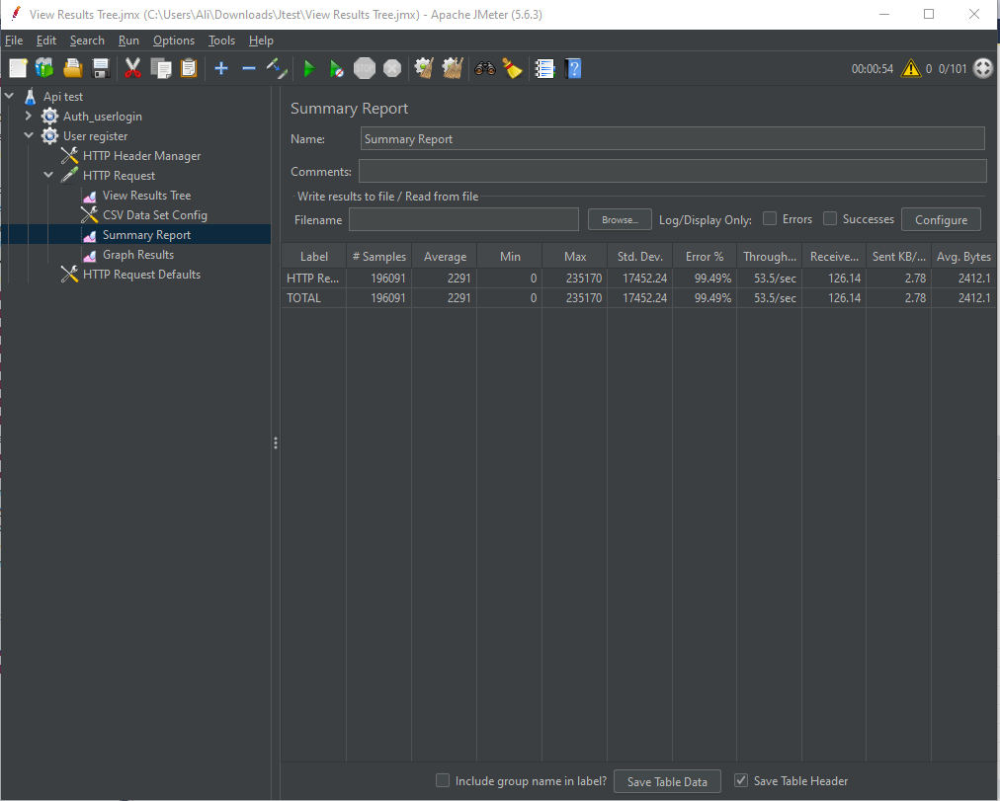 View Results Tree.jmx (C:\Users\Ali\Downloads\Jtest\View Results Tree.jmx) - Apache JMeter (5.6.3)
File Edit Search Run Options Tools Help
STOP 00:00:54 0 0/101
Api test
Auth_userlogin
User register
HTTP Header Manager
HTTP Request
View Results Tree
CSV Data Set Config
Summary Report
Graph Results
HTTP Request Defaults
Summary Report
Name: Summary Report
Comments:
Write results to file / Read from file
Filename Browse... Log/Display Only: Errors Successes Configure
Label # Samples Average Min Max Std. Dev. Error % Through... Receive... Sent KB/... Avg. Bytes
HTTP Re... 196091 2291 0 235170 17452.24 99.49% 53.5/sec 126.14 2.78 2412.1
TOTAL 196091 2291 0 235170 17452.24 99.49% 53.5/sec 126.14 2.78 2412.1
Include group name in label? Save Table Data Save Table Header